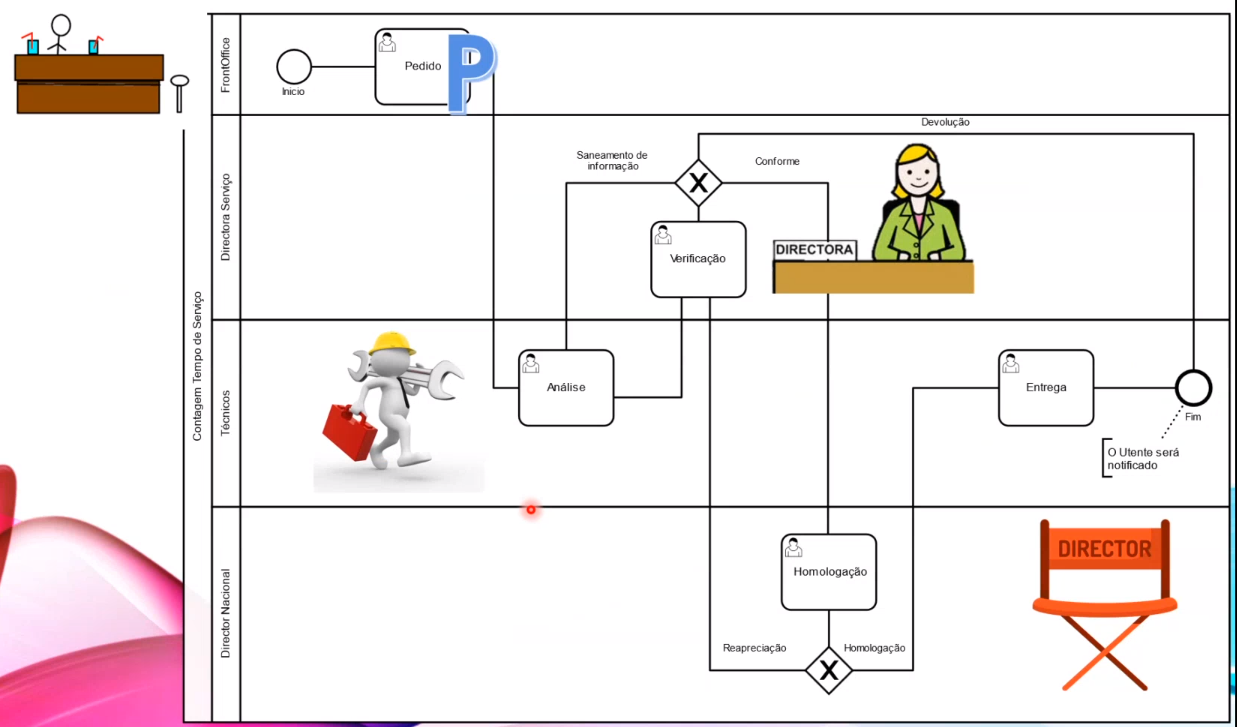 Contagem Tempo de Serviço
FrontOffice
Inicio
Pedido
P
Directora Serviço
Devolução
Saneamento de
informação
X
Conforme
Verificação
DIRECTORA
Técnicos
Análise
Entrega
Fim
O Utente será
notificado
Director Nacional
Homologação
Reapreciação
X
Homologação
DIRECTOR